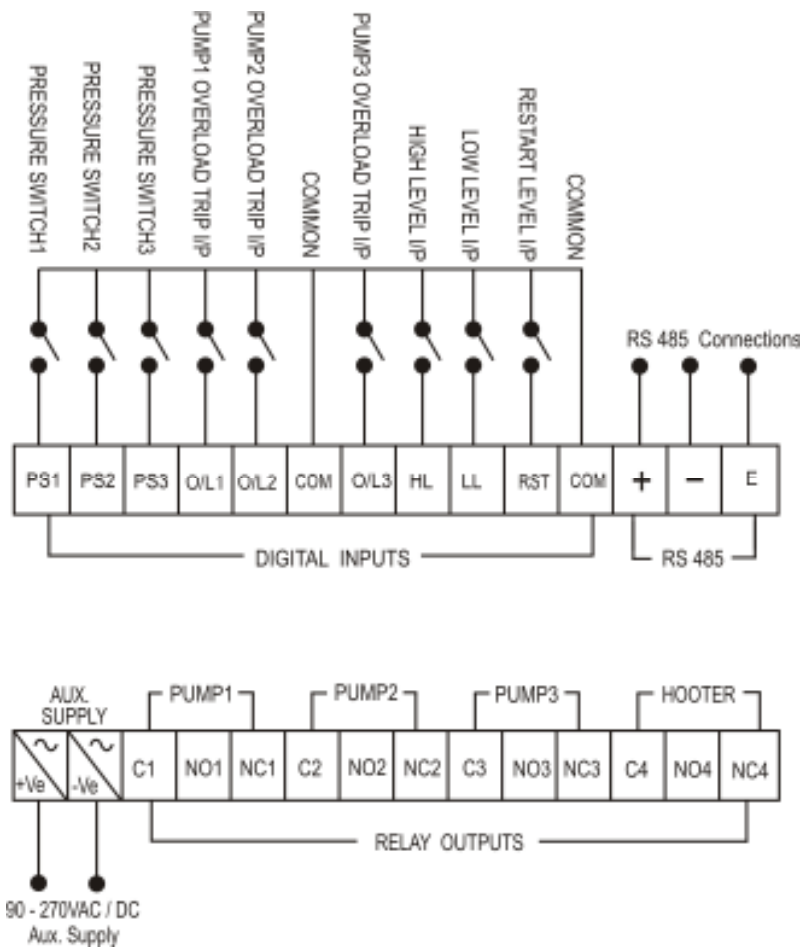 PRESSURE SWITCH1
PRESSURE SWITCH2
PRESSURE SWITCH3
PUMP1 OVERLOAD TRIP I/P
PUMP2 OVERLOAD TRIP I/P
COMMON
PUMP3 OVERLOAD TRIP I/P
HIGH LEVEL I/P
LOW LEVEL I/P
RESTART LEVEL I/P
COMMON
RS 485 Connections
PS1 PS2 PS3 O/L1 O/L2 COM O/L3 HL LL RST COM + − E
DIGITAL INPUTS
RS 485
AUX.
SUPPLY
PUMP1 PUMP2 PUMP3 HOOTER
+Ve -Ve C1 NO1 NC1 C2 NO2 NC2 C3 NO3 NC3 C4 NO4 NC4
RELAY OUTPUTS
90 - 270VAC / DC
Aux. Supply